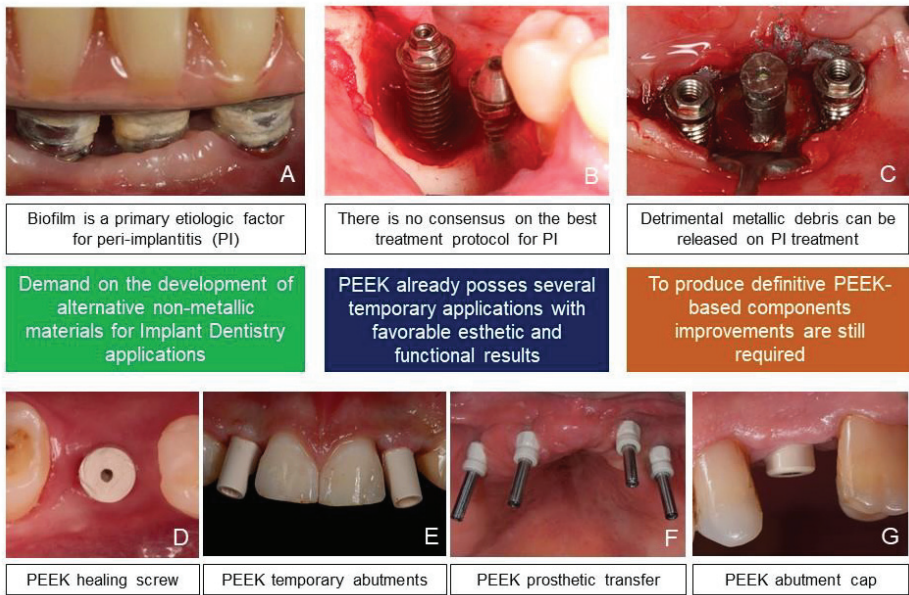 A
B
C
Biofilm is a primary etiologic factor
for peri-implantitis (PI)
There is no consensus on the best
treatment protocol for PI
Detrimental metallic debris can be
released on PI treatment
Demand on the development of
alternative non-metallic
materials for Implant Dentistry
applications
PEEK already posses several
temporary applications with
favorable esthetic and
functional results
To produce definitive PEEK-
based components
improvements are still
required
D
E
F
G
PEEK healing screw
PEEK temporary abutments
PEEK prosthetic transfer
PEEK abutment cap